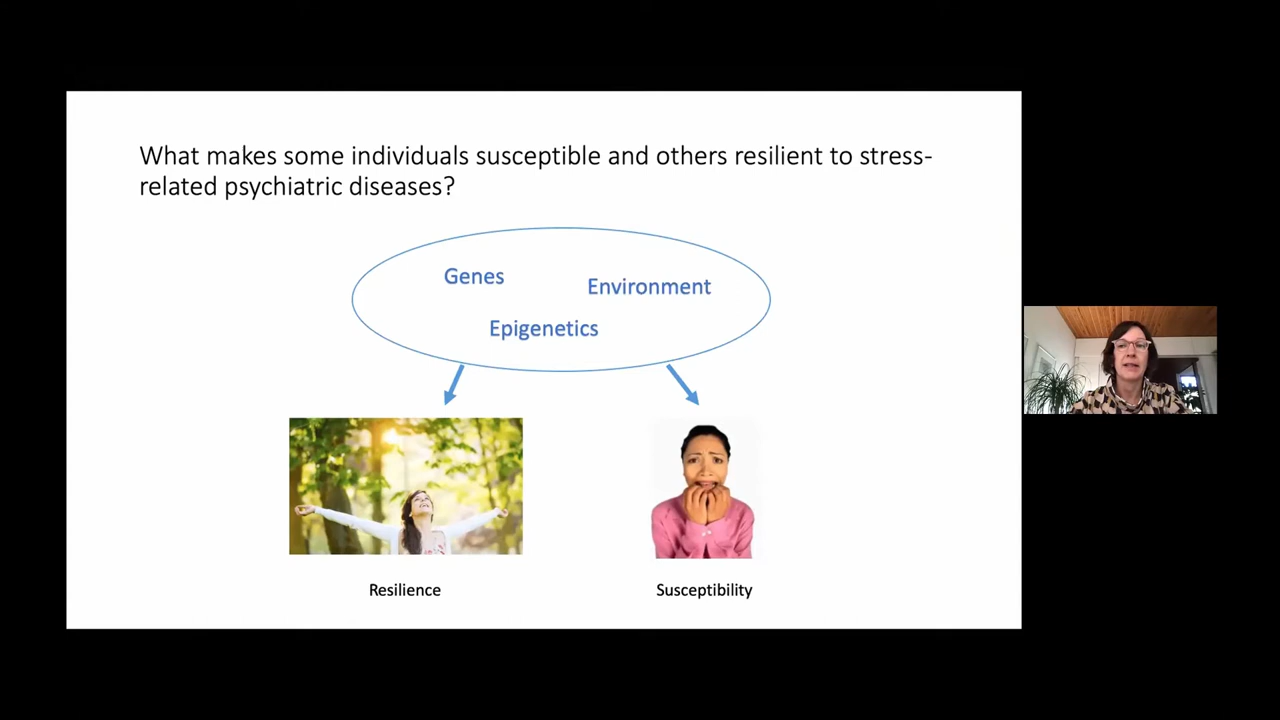 What makes some individuals susceptible and others resilient to stress-
related psychiatric diseases?
Genes
Environment
Epigenetics
Resilience
Susceptibility